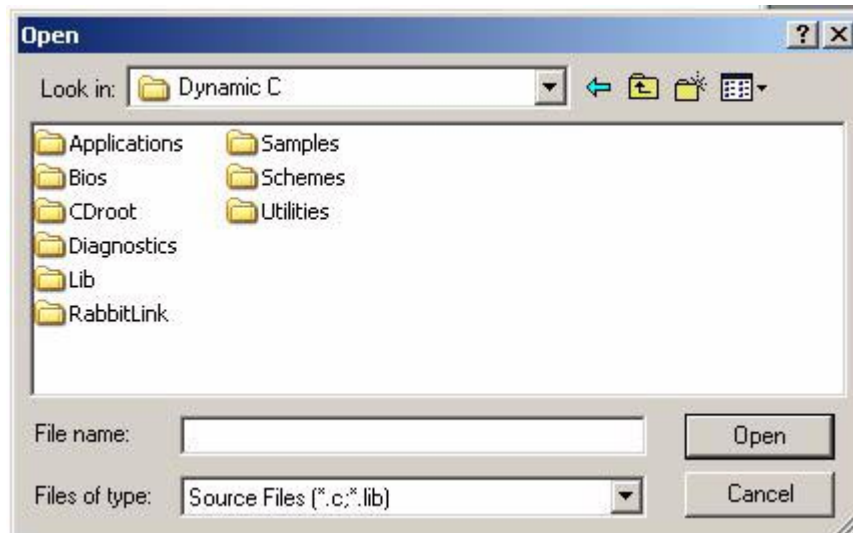 Open
Look in: Dynamic C
Applications
Bios
CDroot
Diagnostics
Lib
RabbitLink
Samples
Schemes
Utilities
File name:
Open
Files of type: Source Files (*.c;*.lib)
Cancel